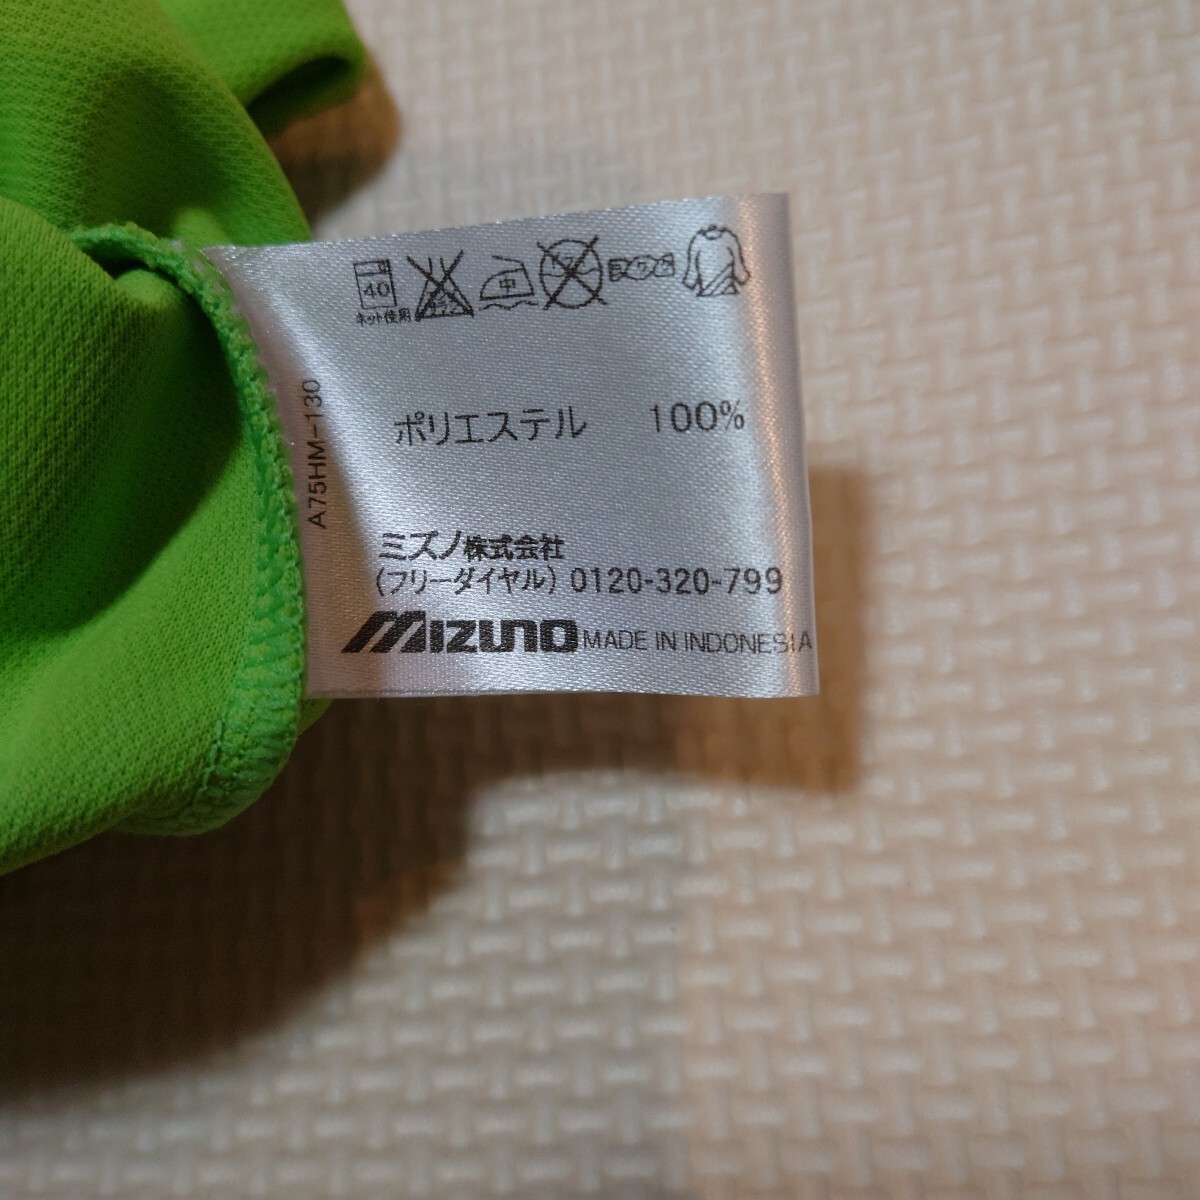 40
中
ネット使用
ポリエステル 100%
A75HM-130
ミズノ株式会社
(フリーダイヤル) 0120-320-799
MIZUNO MADE IN INDONESIA